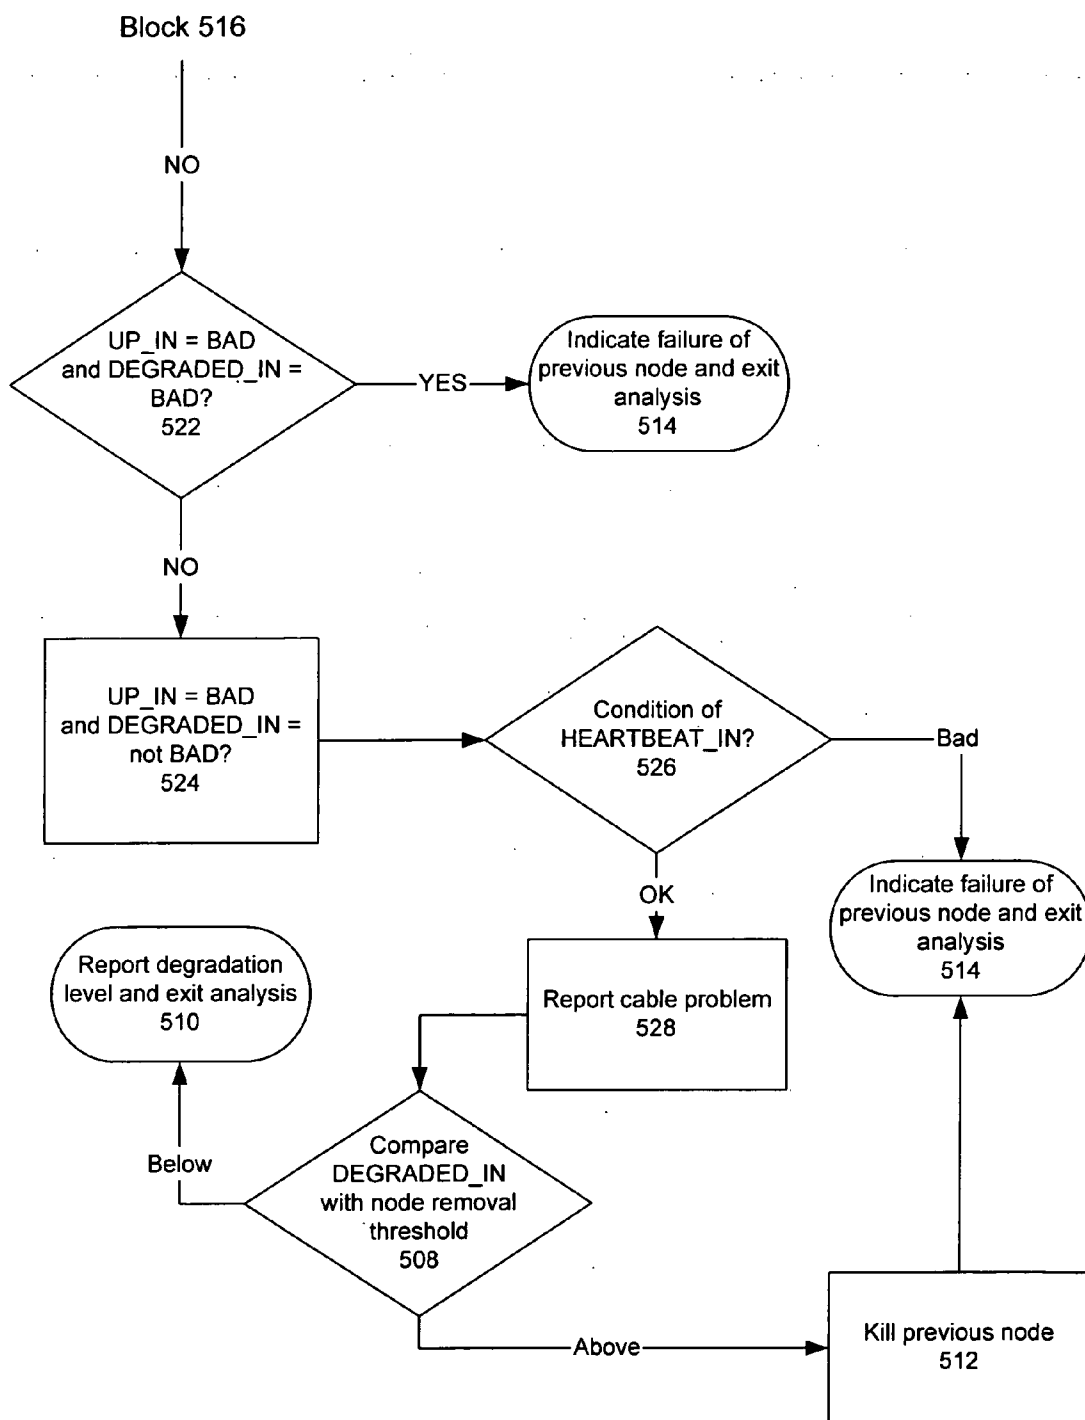 Block 516
NO
UP_IN = BAD
and DEGRADED_IN =
BAD?
522
YES
Indicate failure of
previous node and exit
analysis
514
NO
UP_IN = BAD
and DEGRADED_IN =
not BAD?
524
Condition of
HEARTBEAT_IN?
526
Bad
OK
Indicate failure of
previous node and exit
analysis
514
Report degradation
level and exit analysis
510
Report cable problem
528
Compare
DEGRADED_IN
with node removal
threshold
508
Below
Above
Kill previous node
512